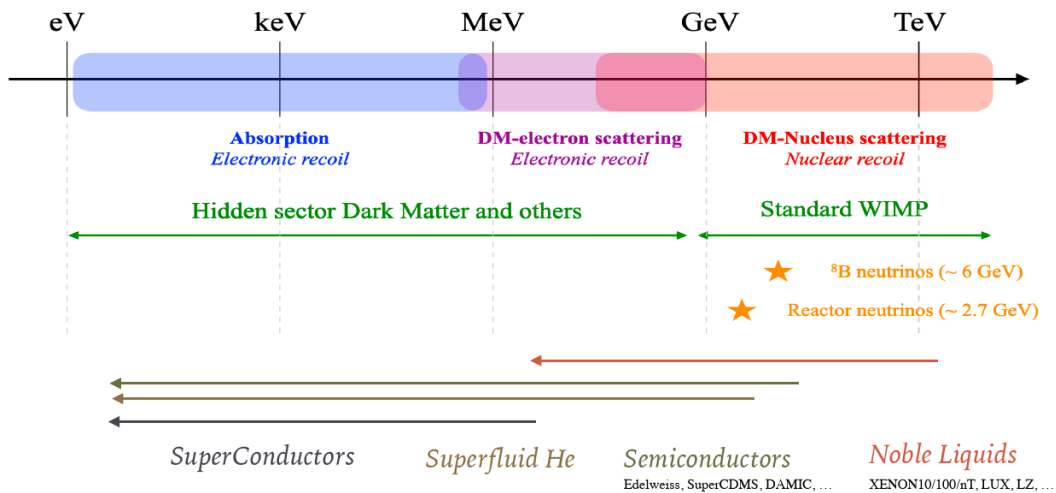 eV keV MeV GeV TeV
Absorption DM-electron scattering DM-Nucleus scattering
Electronic recoil Electronic recoil Nuclear recoil
Hidden sector Dark Matter and others Standard WIMP
⁸B neutrinos (~ 6 GeV)
Reactor neutrinos (~ 2.7 GeV)
SuperConductors Superfluid He Semiconductors Noble Liquids
Edelweiss, SuperCDMS, DAMIC, … XENON10/100/nT, LUX, LZ, …